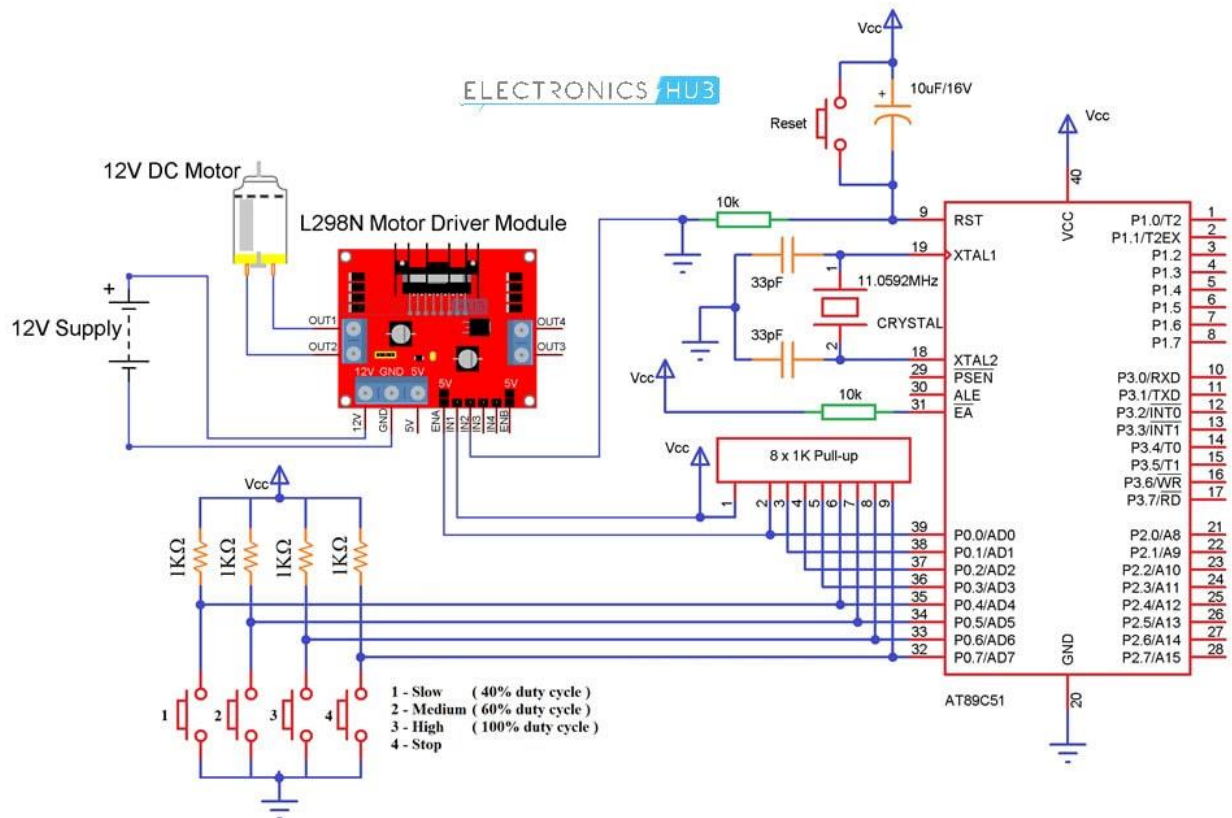 ELECTRONICS HUB
Vcc
10uF/16V
+
Reset
Vcc
40
12V DC Motor
L298N Motor Driver Module
10k
9 RST
VCC
P1.0/T2 1
P1.1/T2EX 2
P1.2 3
P1.3 4
P1.4 5
P1.5 6
P1.6 7
P1.7 8
19 XTAL1
33pF
1
11.0592MHz
CRYSTAL
2
33pF
18 XTAL2
29 PSEN
30 ALE
31 EA
Vcc
10k
P3.0/RXD 10
P3.1/TXD 11
P3.2/INT0 12
P3.3/INT1 13
P3.4/T0 14
P3.5/T1 15
P3.6/WR 16
P3.7/RD 17
+
12V Supply
OUT1
OUT2
OUT4
OUT3
12V GND 5V
5V
5V
12V
GND
5V
ENA
IN1
IN2
IN3
IN4
ENB
Vcc
8 x 1K Pull-up
1 2 3 4 5 6 7 8 9
39 P0.0/AD0
38 P0.1/AD1
37 P0.2/AD2
36 P0.3/AD3
35 P0.4/AD4
34 P0.5/AD5
33 P0.6/AD6
32 P0.7/AD7
P2.0/A8 21
P2.1/A9 22
P2.2/A10 23
P2.3/A11 24
P2.4/A12 25
P2.5/A13 26
P2.6/A14 27
P2.7/A15 28
GND
AT89C51
20
Vcc
1KΩ
1KΩ
1KΩ
1KΩ
1 2 3 4
1 - Slow ( 40% duty cycle )
2 - Medium ( 60% duty cycle )
3 - High ( 100% duty cycle )
4 - Stop